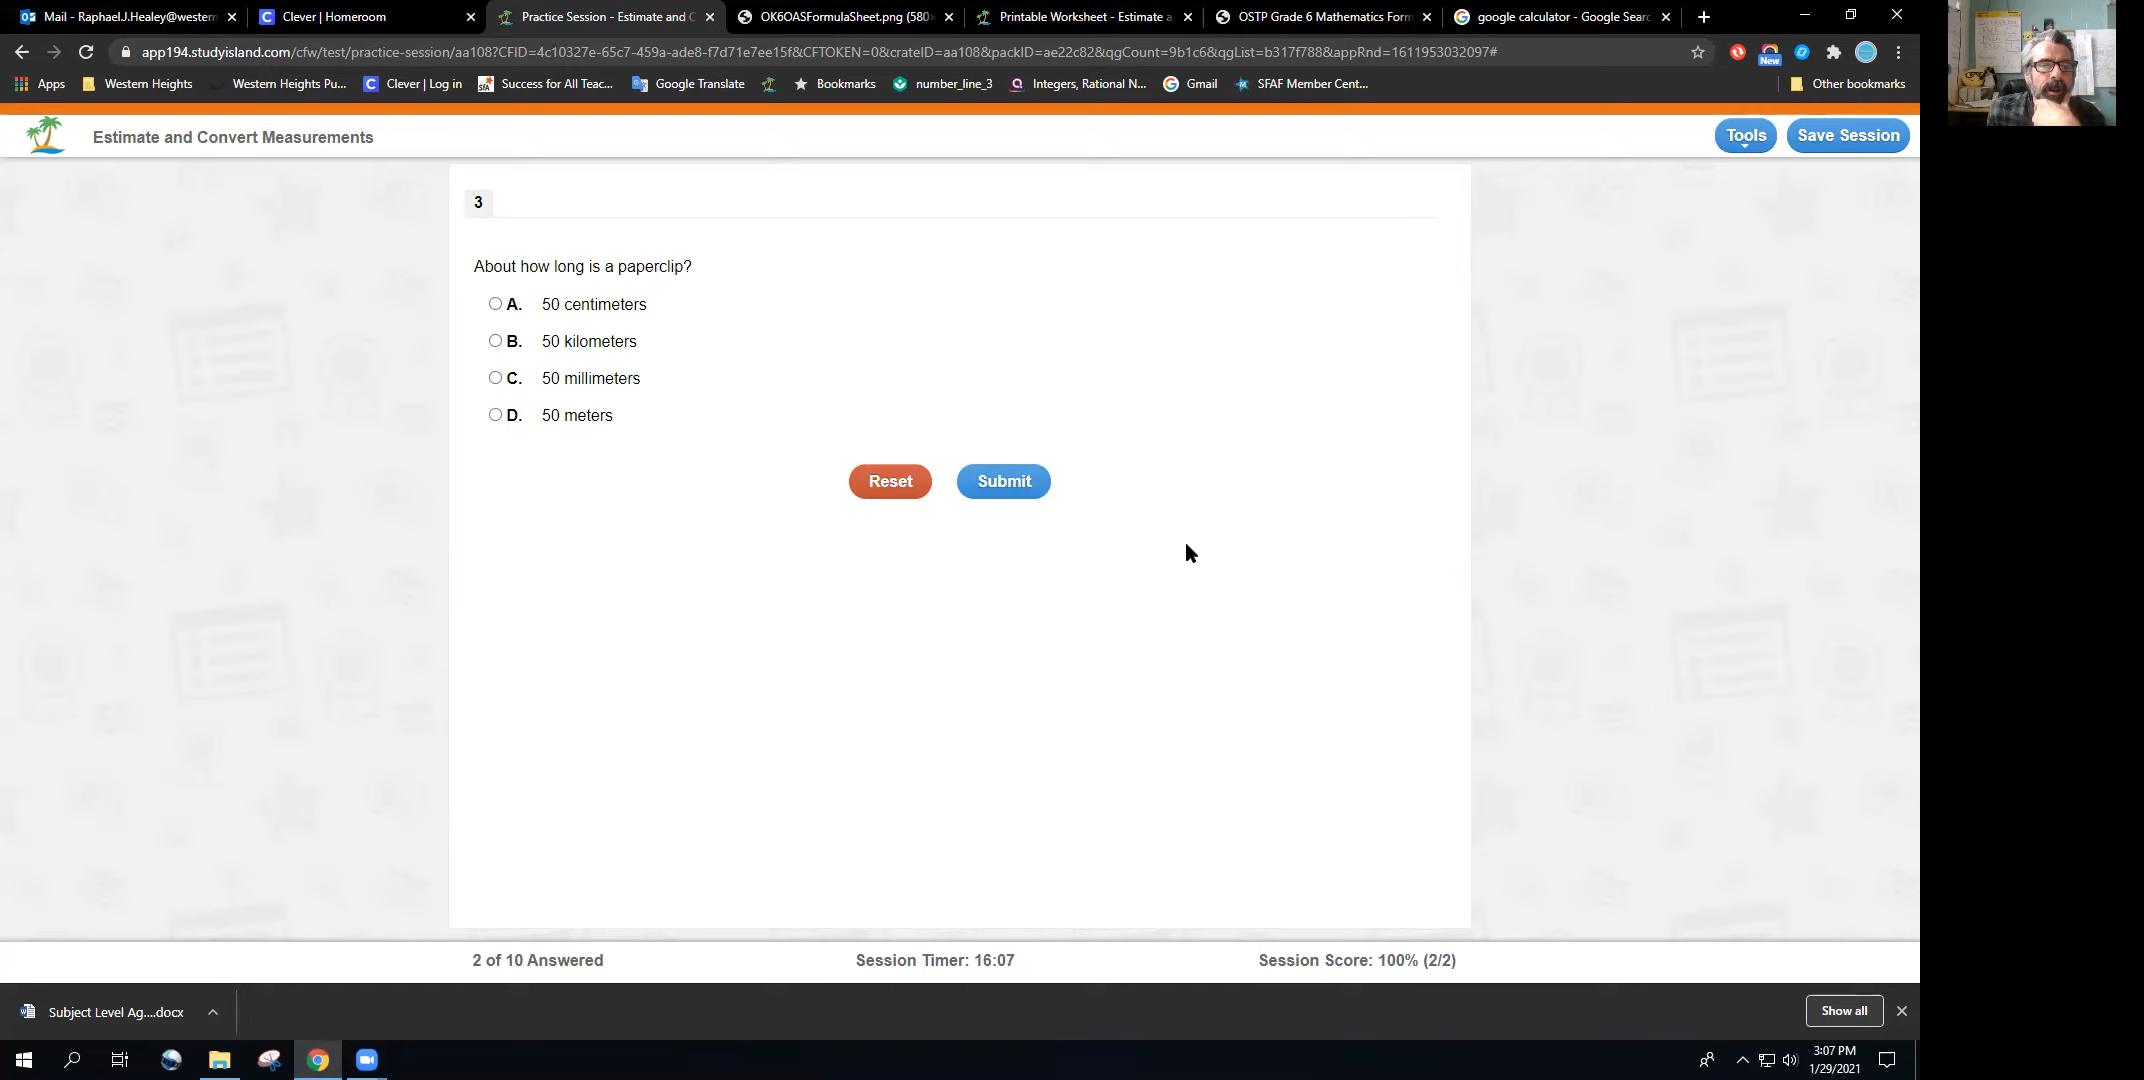 Mail - Raphael.J.Healey@western
Clever | Homeroom
Practice Session - Estimate and C
OK6OASFormulaSheet.png (580×
Printable Worksheet - Estimate a
OSTP Grade 6 Mathematics Form
google calculator - Google Searc
app194.studyisland.com/cfw/test/practice-session/aa108?CFID=4c10327e-65c7-459a-ade8-f7d71e7ee15f&CFTOKEN=0&crateID=aa108&packID=ae22c82&qgCount=9b1c6&qgList=b317f788&appRnd=1611953032097#
New
Apps
Western Heights
Western Heights Pu...
Clever | Log in
Success for All Teac...
Google Translate
Bookmarks
number_line_3
Integers, Rational N...
Gmail
SFAF Member Cent...
Other bookmarks
Estimate and Convert Measurements
Tools
Save Session
3
About how long is a paperclip?
A. 50 centimeters
B. 50 kilometers
C. 50 millimeters
D. 50 meters
Reset
Submit
2 of 10 Answered
Session Timer: 16:07
Session Score: 100% (2/2)
Subject Level Ag....docx
Show all
3:07 PM
1/29/2021